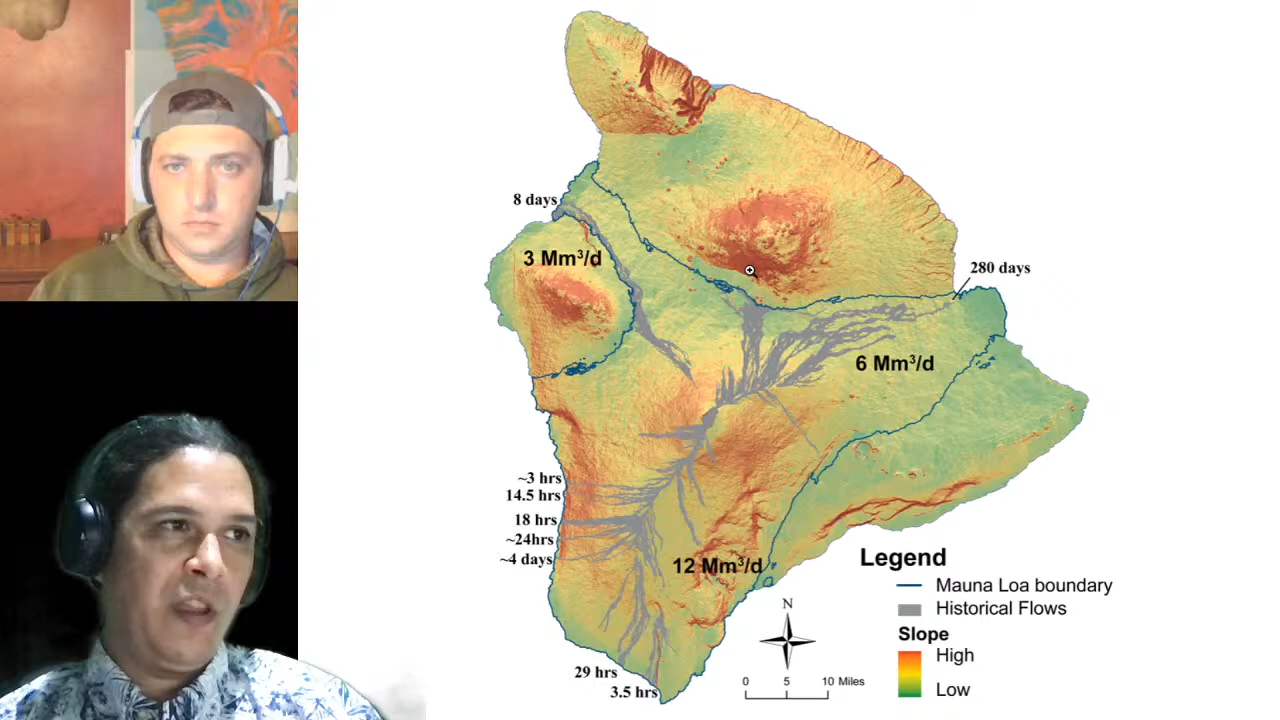 8 days
3 Mm³/d
280 days
6 Mm³/d
~3 hrs
14.5 hrs
18 hrs
~24hrs
~4 days
12 Mm³/d
29 hrs
3.5 hrs
Legend
Mauna Loa boundary
Historical Flows
Slope
High
Low
N
0 5 10 Miles